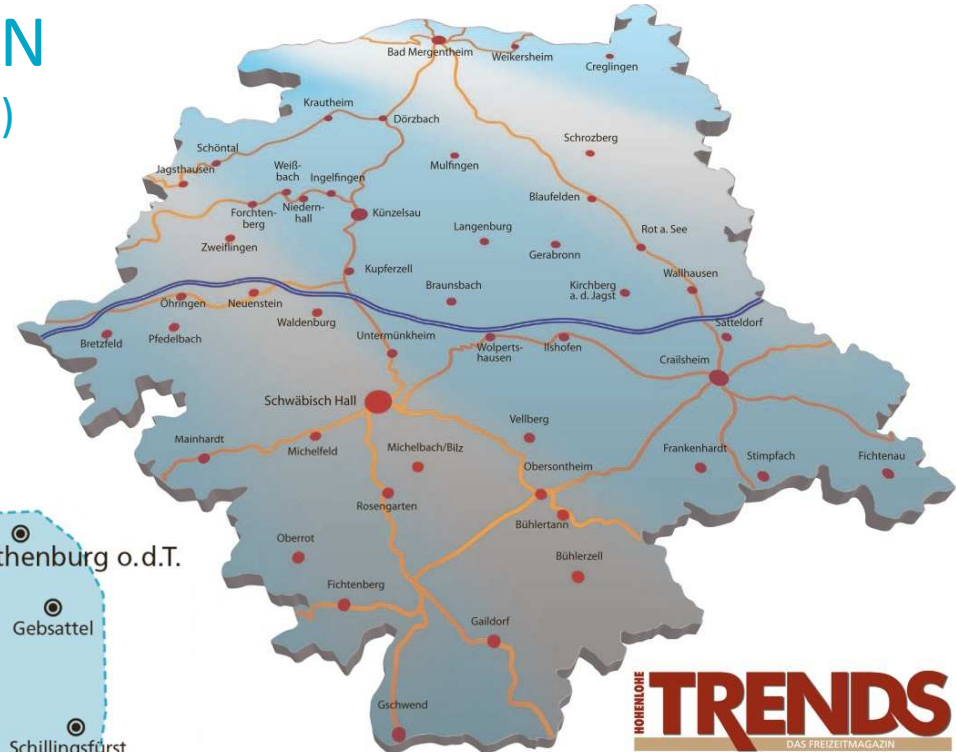 N
)
Bad Mergentheim
Weikersheim
Creglingen
Krautheim
Dörzbach
Schrozberg
Schöntal
Mulfingen
Jagsthausen
Weiß-
bach
Ingelfingen
Blaufelden
Forchten-
berg
Niedern-
hall
Künzelsau
Langenburg
Rot a. See
Zweiflingen
Gerabronn
Kupferzell
Wallhausen
Braunsbach
Kirchberg
a. d. Jagst
Öhringen
Neuenstein
Waldenburg
Satteldorf
Bretzfeld
Pfedelbach
Untermünkheim
Wolperts-
hausen
Ilshofen
Crailsheim
Schwäbisch Hall
Vellberg
Mainhardt
Michelfeld
Michelbach/Bilz
Frankenhardt
Stimpfach
Fichtenau
Obersontheim
Rosengarten
Bühlertann
Oberrot
Bühlerzell
Fichtenberg
Gaildorf
Gschwend
thenburg o.d.T.
Gebsattel
Schillingsfürst
HOHENLOHE
TRENDS
DAS FREIZEITMAGAZIN